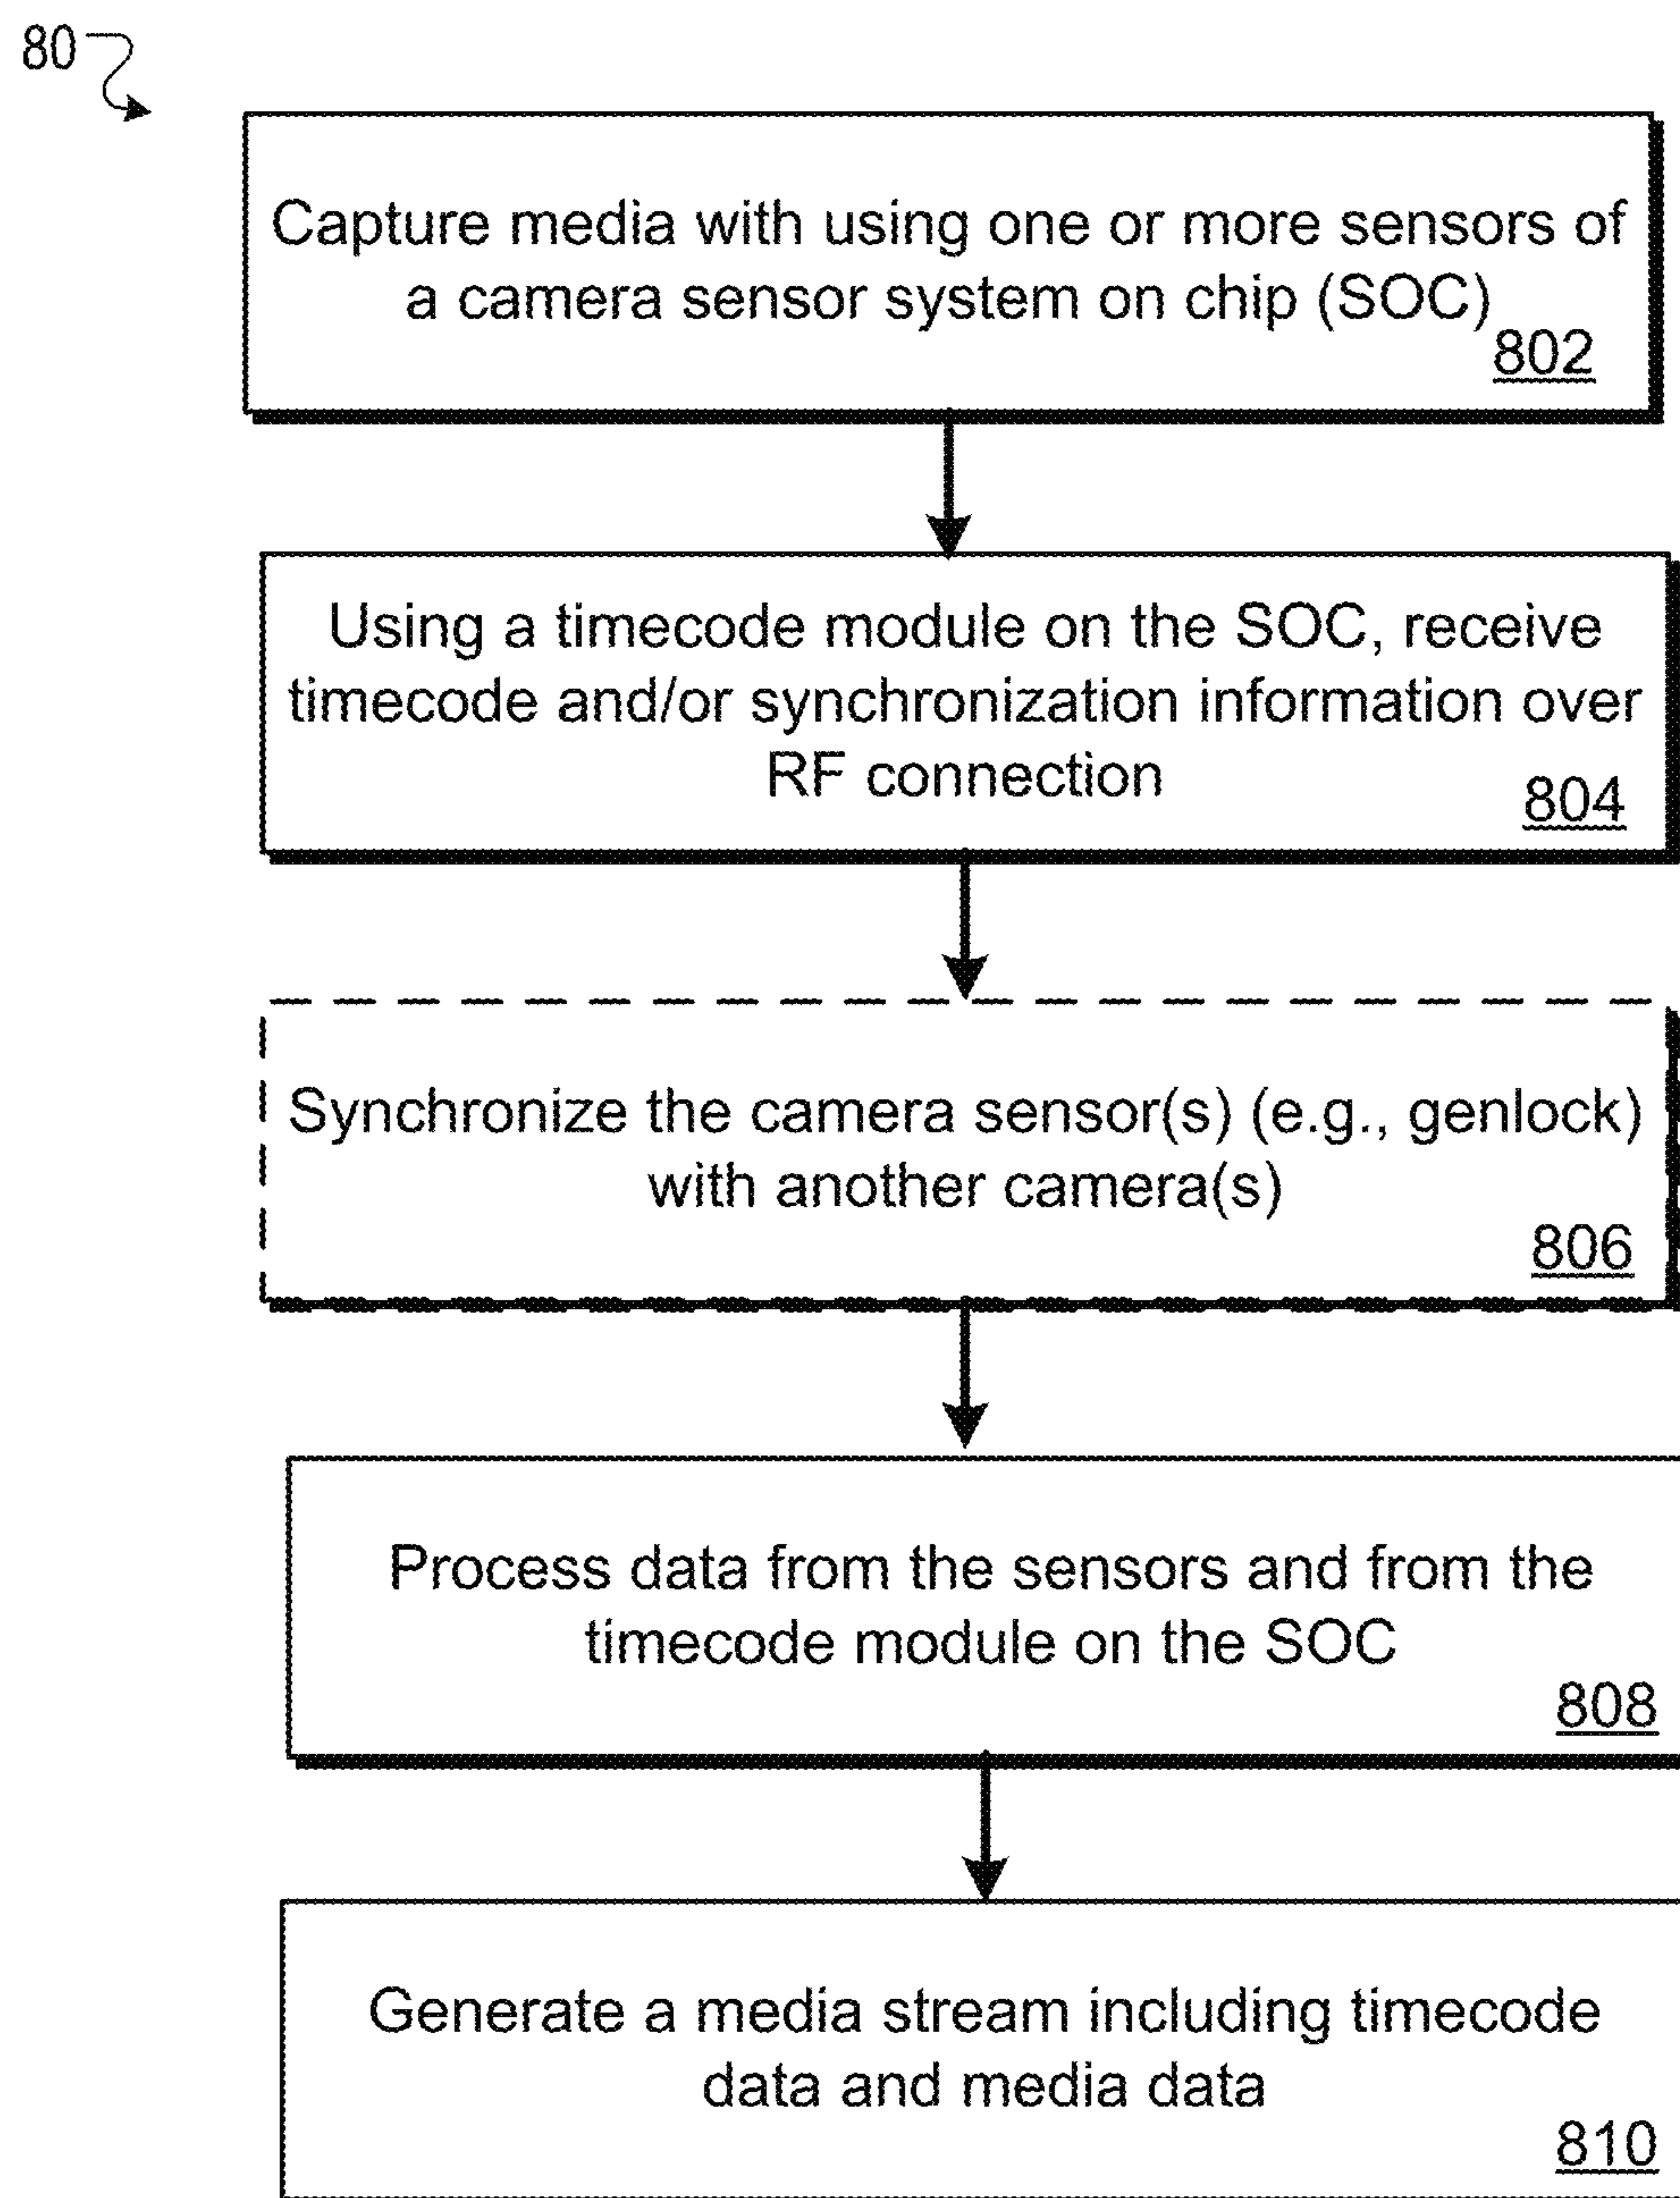 80
Capture media with using one or more sensors of
a camera sensor system on chip (SOC)
802
Using a timecode module on the SOC, receive
timecode and/or synchronization information over
RF connection
804
Synchronize the camera sensor(s) (e.g., genlock)
with another camera(s)
806
Process data from the sensors and from the
timecode module on the SOC
808
Generate a media stream including timecode
data and media data
810